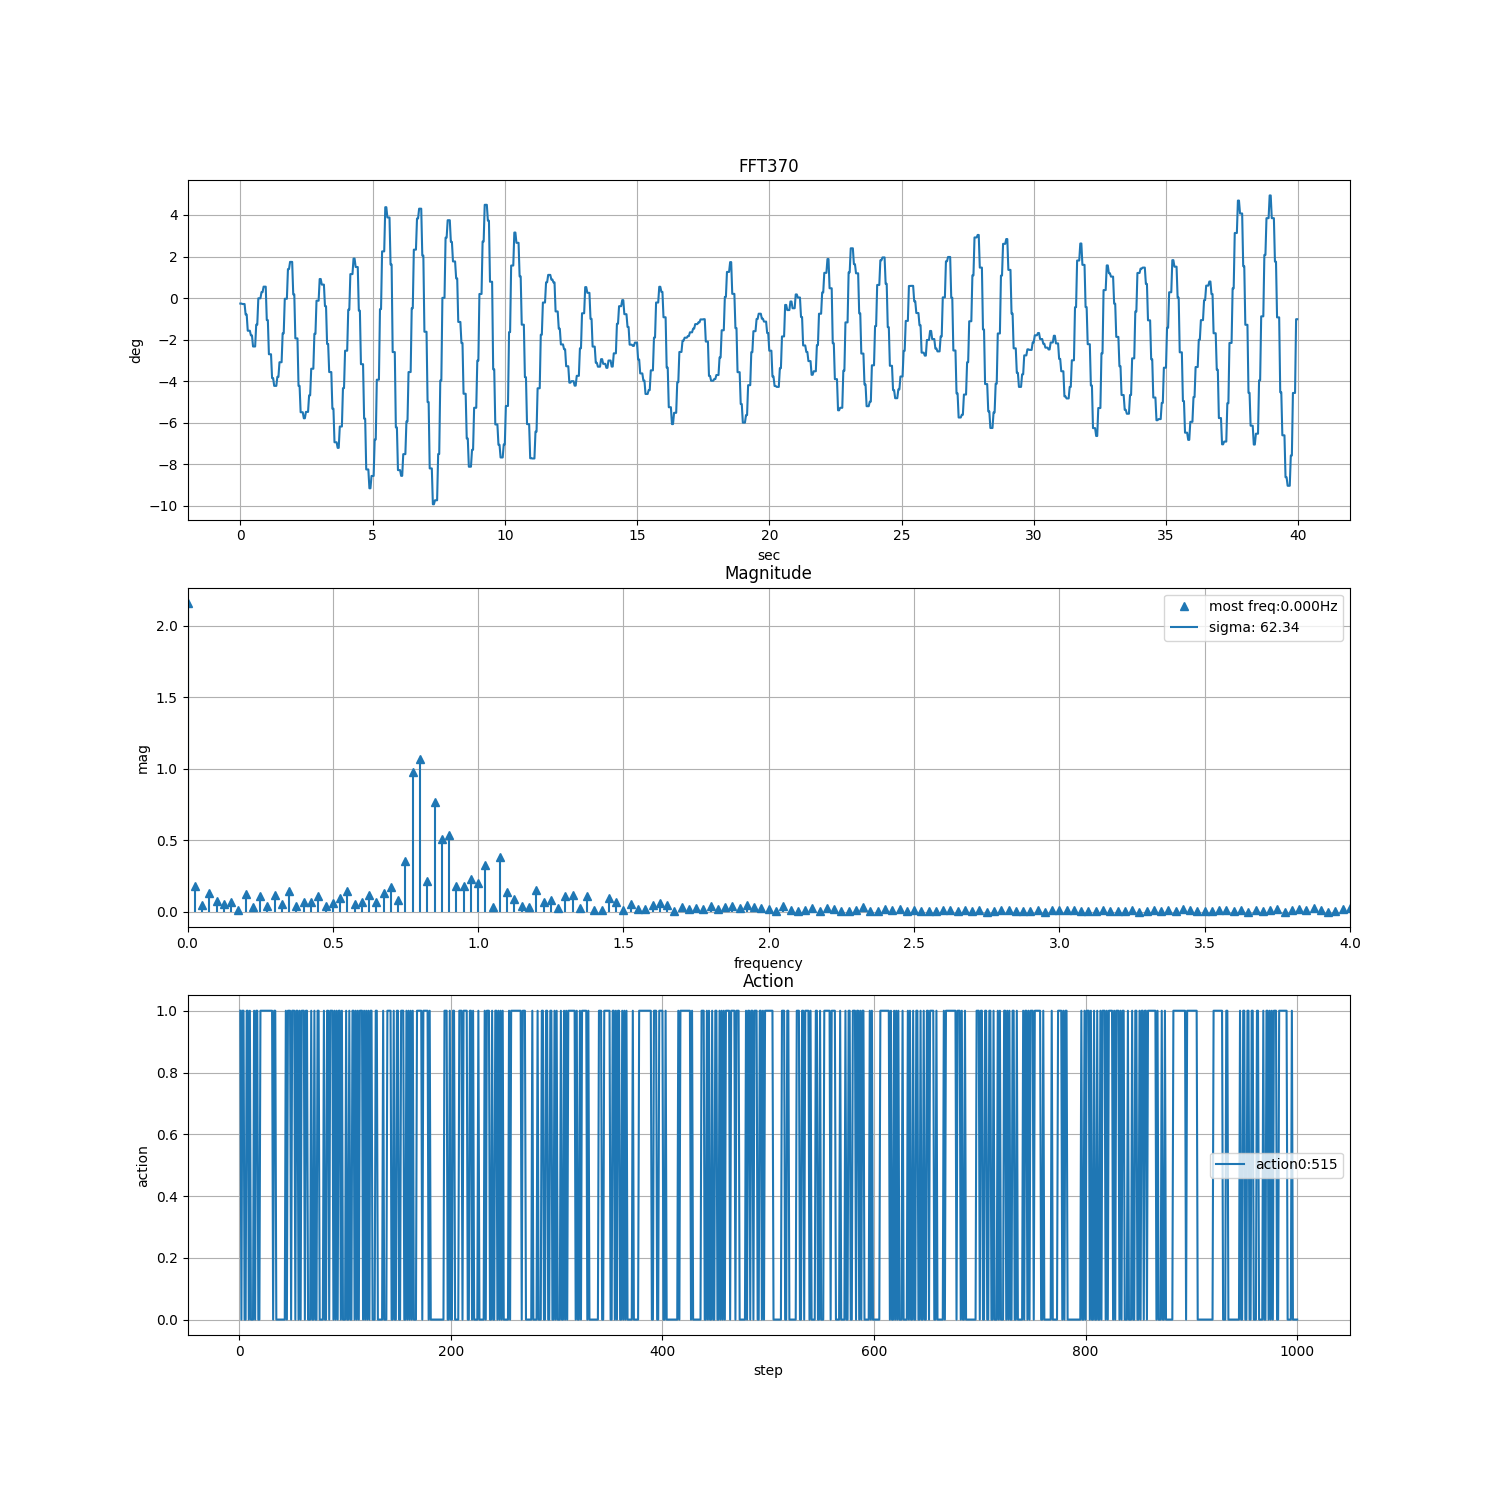 FFT370
4
2
0
−2
−4
−6
−8
−10
deg
0 5 10 15 20 25 30 35 40
sec
Magnitude
most freq:0.000Hz
sigma: 62.34
2.0
1.5
1.0
0.5
0.0
mag
0.0 0.5 1.0 1.5 2.0 2.5 3.0 3.5 4.0
frequency
Action
1.0
0.8
0.6
0.4
0.2
0.0
action
action0:515
0 200 400 600 800 1000
step